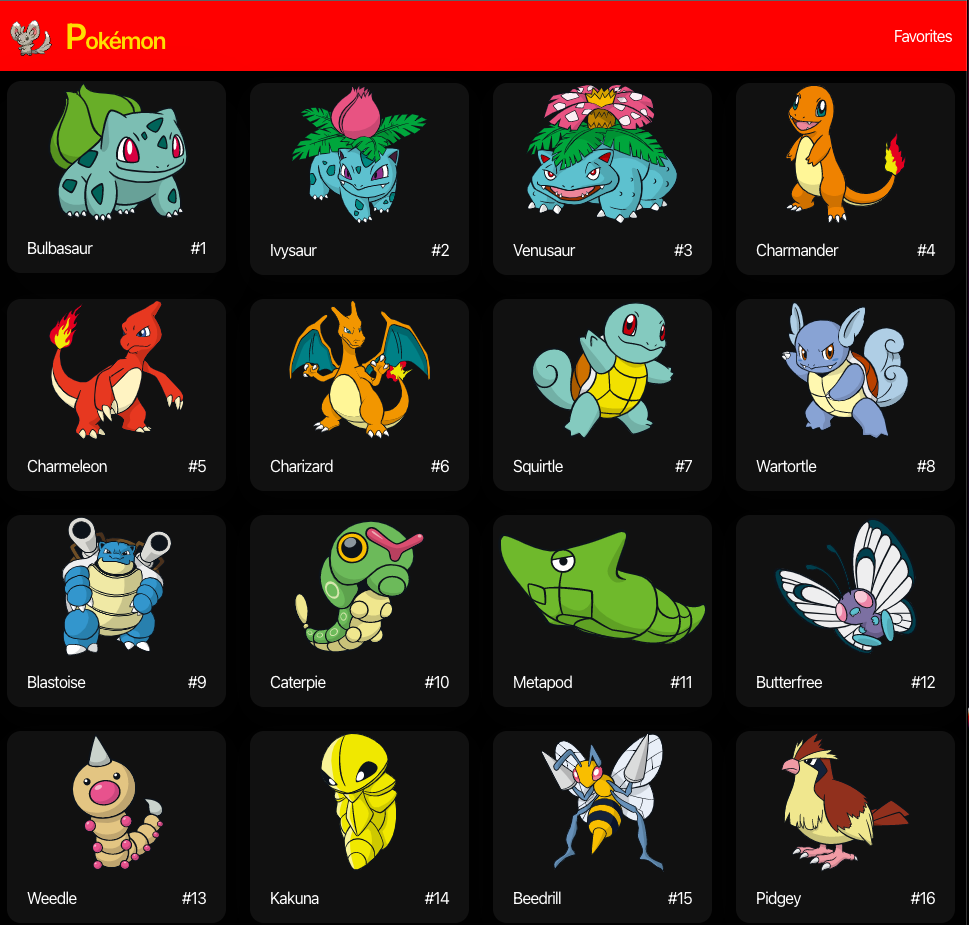 Pokémon Favorites
Bulbasaur #1 Ivysaur #2 Venusaur #3 Charmander #4
Charmeleon #5 Charizard #6 Squirtle #7 Wartortle #8
Blastoise #9 Caterpie #10 Metapod #11 Butterfree #12
Weedle #13 Kakuna #14 Beedrill #15 Pidgey #16